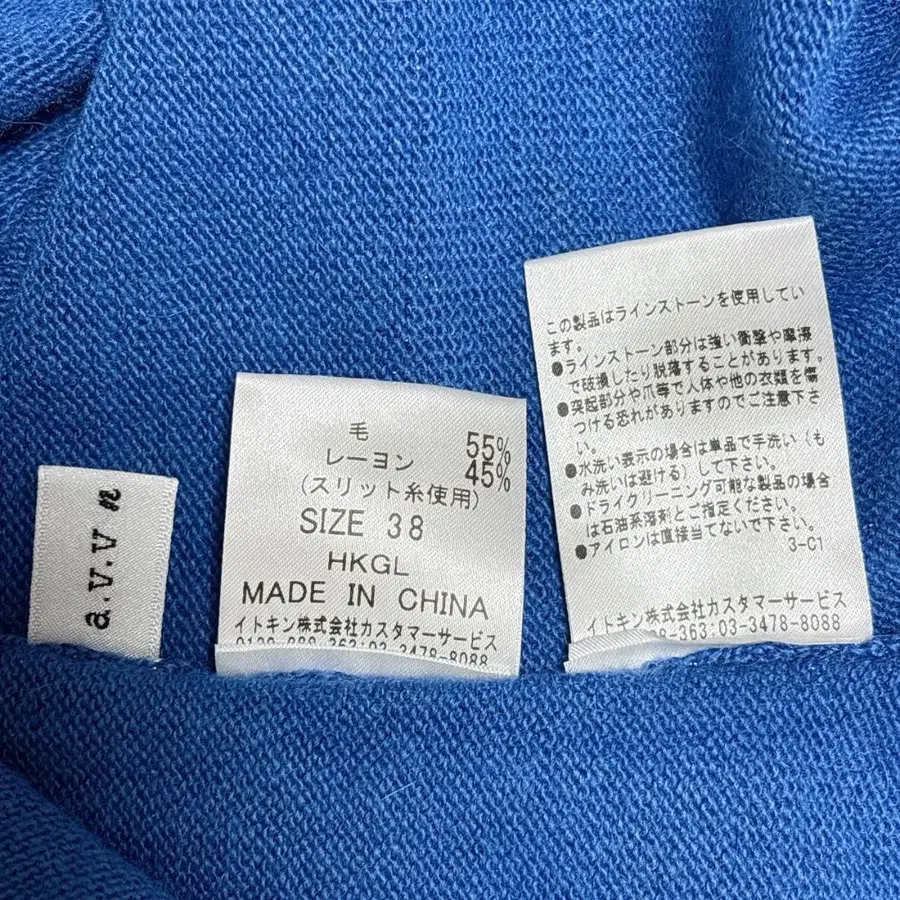 a.v.v n
毛 55%
レーヨン 45%
(スリット糸使用)
SIZE 38
HKGL
MADE IN CHINA
イトキン株式会社カスタマーサービス
363:03-3478-8088
この製品はラインストーンを使用してい
ます。
●ラインストーン部分は強い衝撃や摩擦
で破損したり脱落することがあります。
●突起部分や爪等で人体や他の衣類を傷
つける恐れがありますのでご注意下さ
い。
●水洗い表示の場合は単品で手洗い(も
み洗いは避ける)して下さい。
●ドライクリーニング可能な製品の場合
は石油系溶剤とご指定ください。
●アイロンは直接当てないで下さい。
3-C1
イトキン株式会社カスタマーサービス
8-363:03-3478-8088